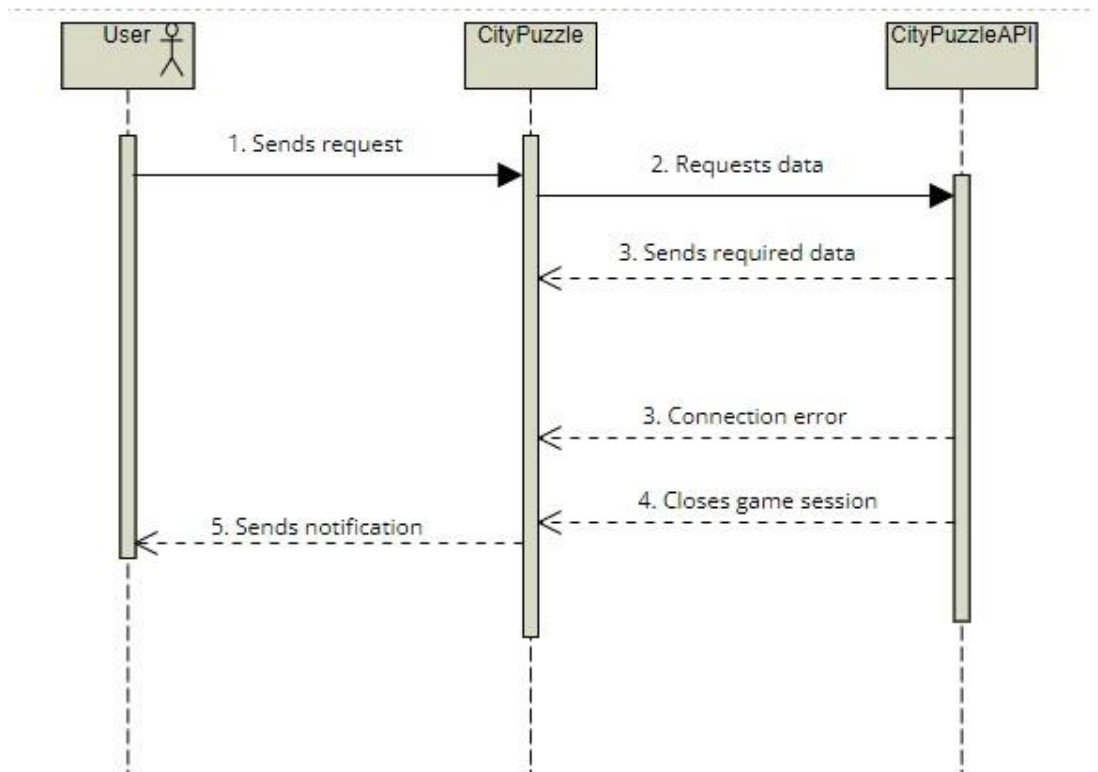 User
CityPuzzle
CityPuzzleAPI
1. Sends request
2. Requests data
3. Sends required data
3. Connection error
4. Closes game session
5. Sends notification